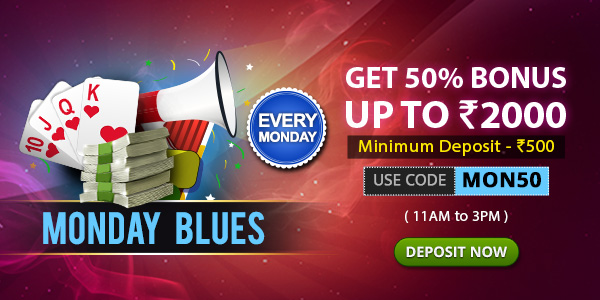 10
J
Q
K
EVERY
MONDAY
MONDAY BLUES
GET 50% BONUS
UP TO ₹2000
Minimum Deposit - ₹500
USE CODE MON50
( 11AM to 3PM )
DEPOSIT NOW